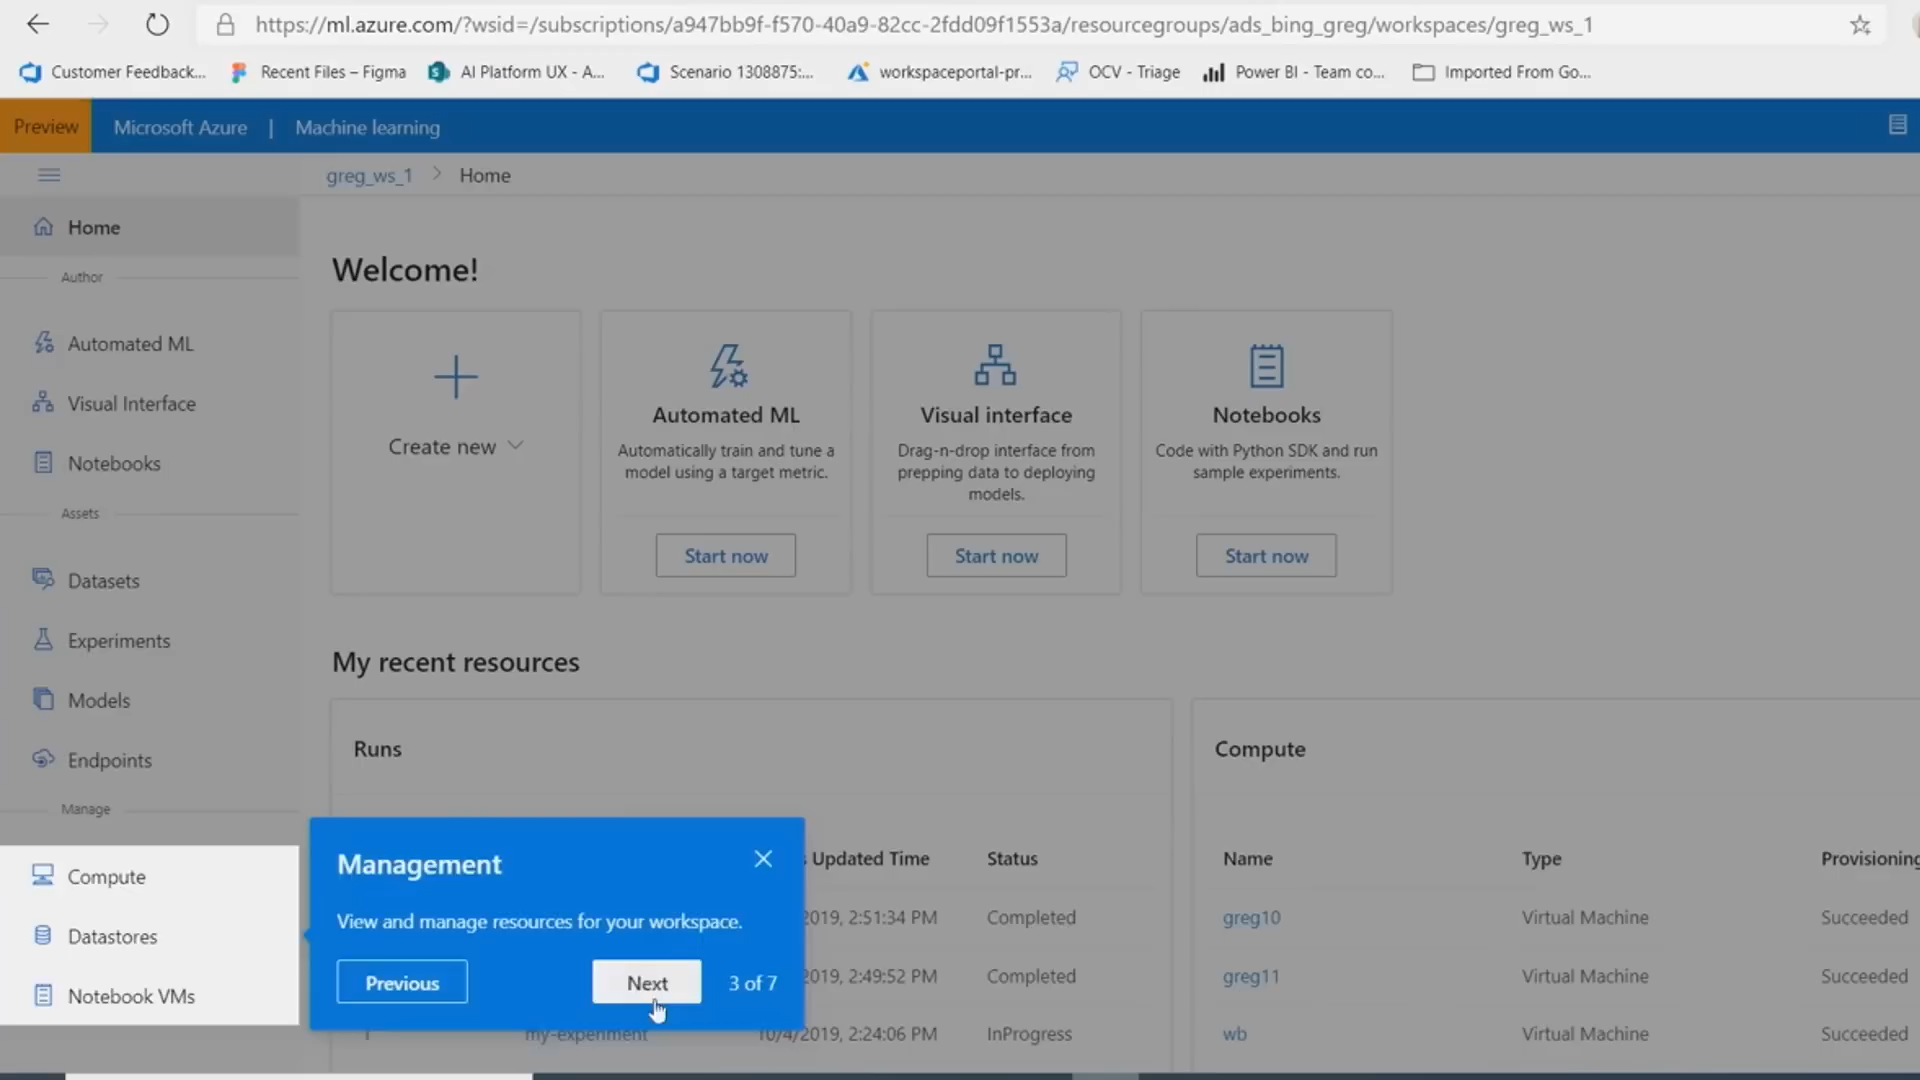 https://ml.azure.com/?wsid=/subscriptions/a947bb9f-f570-40a9-82cc-2fdd09f1553a/resourcegroups/ads_bing_greg/workspaces/greg_ws_1
Customer Feedback...
Recent Files – Figma
AI Platform UX - A...
Scenario 1308875:...
workspaceportal-pr...
OCV - Triage
Power BI - Team co...
Imported From Go...
Preview
Microsoft Azure | Machine learning
greg_ws_1 > Home
Home
Author
Automated ML
Visual Interface
Notebooks
Assets
Datasets
Experiments
Models
Endpoints
Manage
Compute
Datastores
Notebook VMs
Welcome!
Create new
Automated ML
Automatically train and tune a
model using a target metric.
Start now
Visual interface
Drag-n-drop interface from
prepping data to deploying
models.
Start now
Notebooks
Code with Python SDK and run
sample experiments.
Start now
My recent resources
Runs
Updated Time Status
2019, 2:51:34 PM Completed
2019, 2:49:52 PM Completed
my-experiment 10/4/2019, 2:24:06 PM InProgress
Management
View and manage resources for your workspace.
Previous
Next
3 of 7
Compute
Name Type Provisioning
greg10 Virtual Machine Succeeded
greg11 Virtual Machine Succeeded
wb Virtual Machine Succeeded